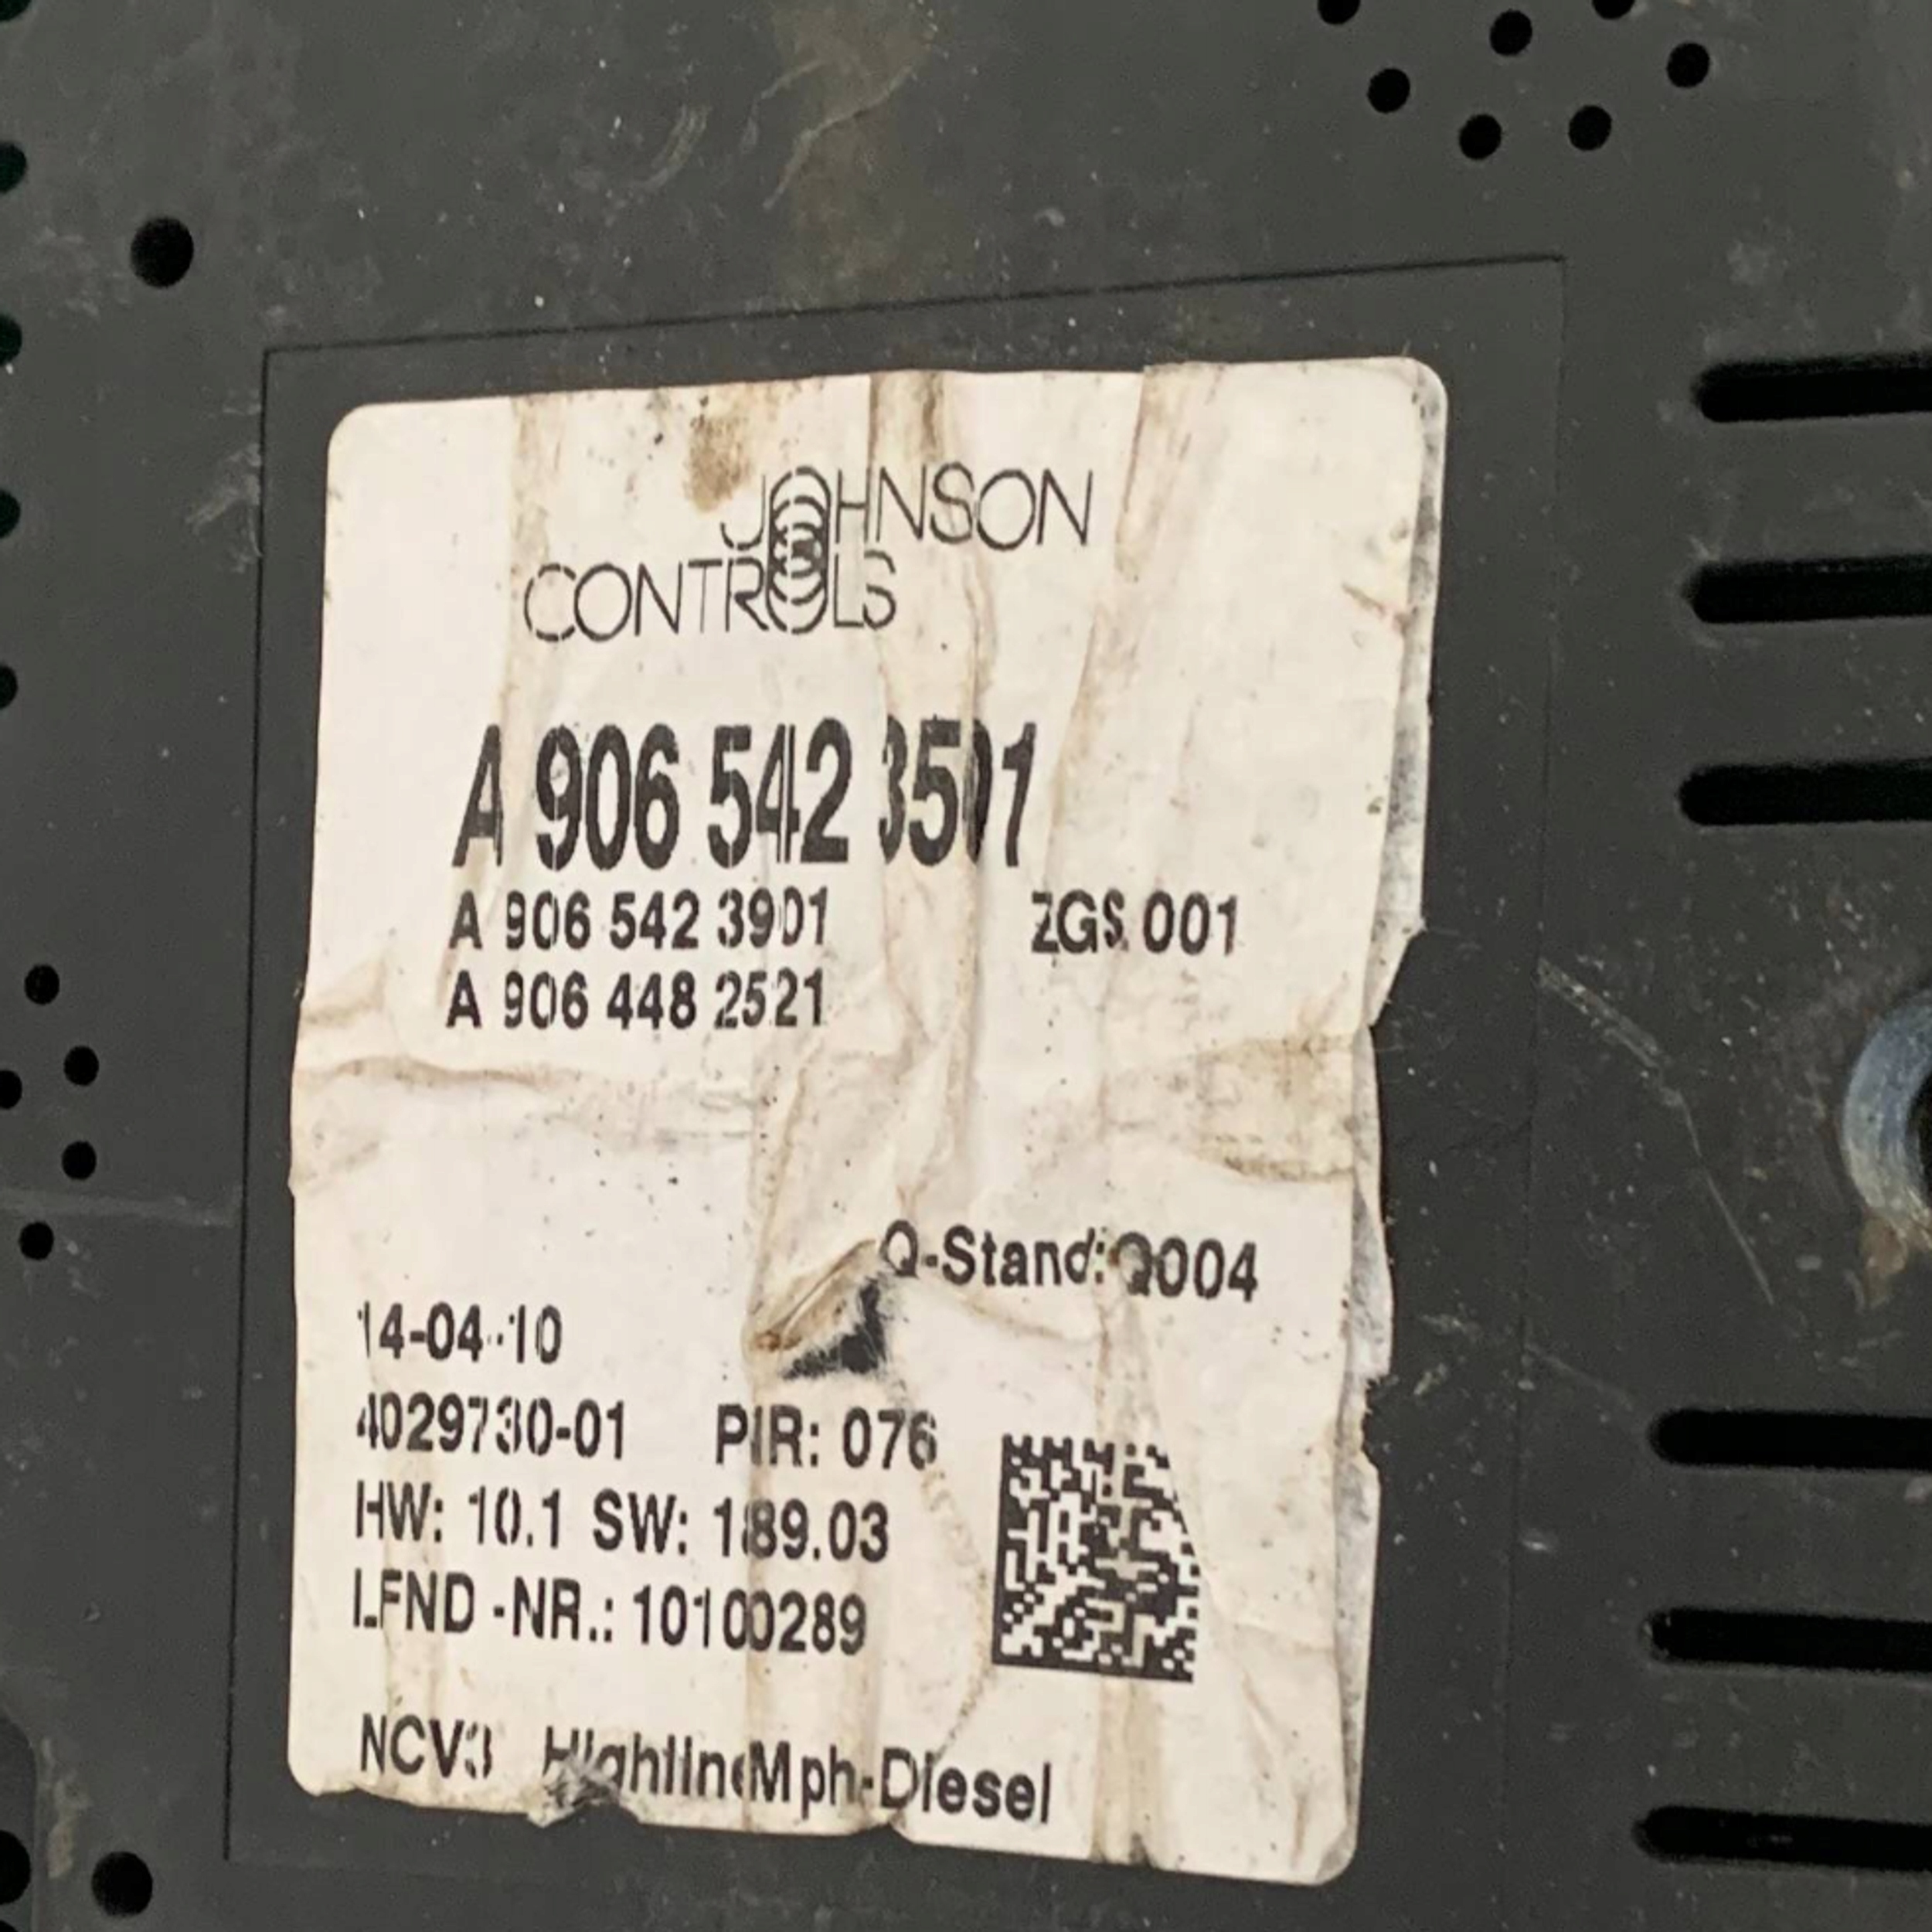 JOHNSON
CONTROLS
A 906 542 3501
A 906 542 3901 ZGS 001
A 906 448 2521
Q-Stand: Q004
14-04-10
4029730-01 PIR: 076
HW: 10.1 SW: 189.03
LFND -NR.: 10100289
NCV3 HighlineMph-Diesel